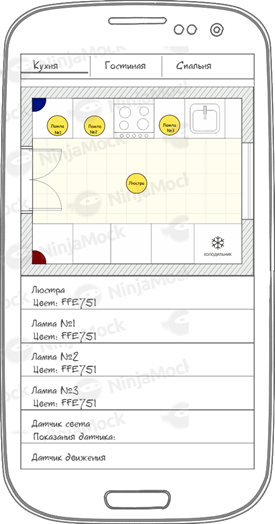 Кухня
Гостиная
Спальня
Лампа
№1
Лампа
№2
Лампа
№3
Люстра
холодильник
Люстра
Цвет: FFE751
Лампа №1
Цвет: FFE751
Лампа №2
Цвет: FFE751
Лампа №3
Цвет: FFE751
Датчик света
Показания датчика:
Датчик движения
NinjaMock
NinjaMock
NinjaMock
NinjaMock